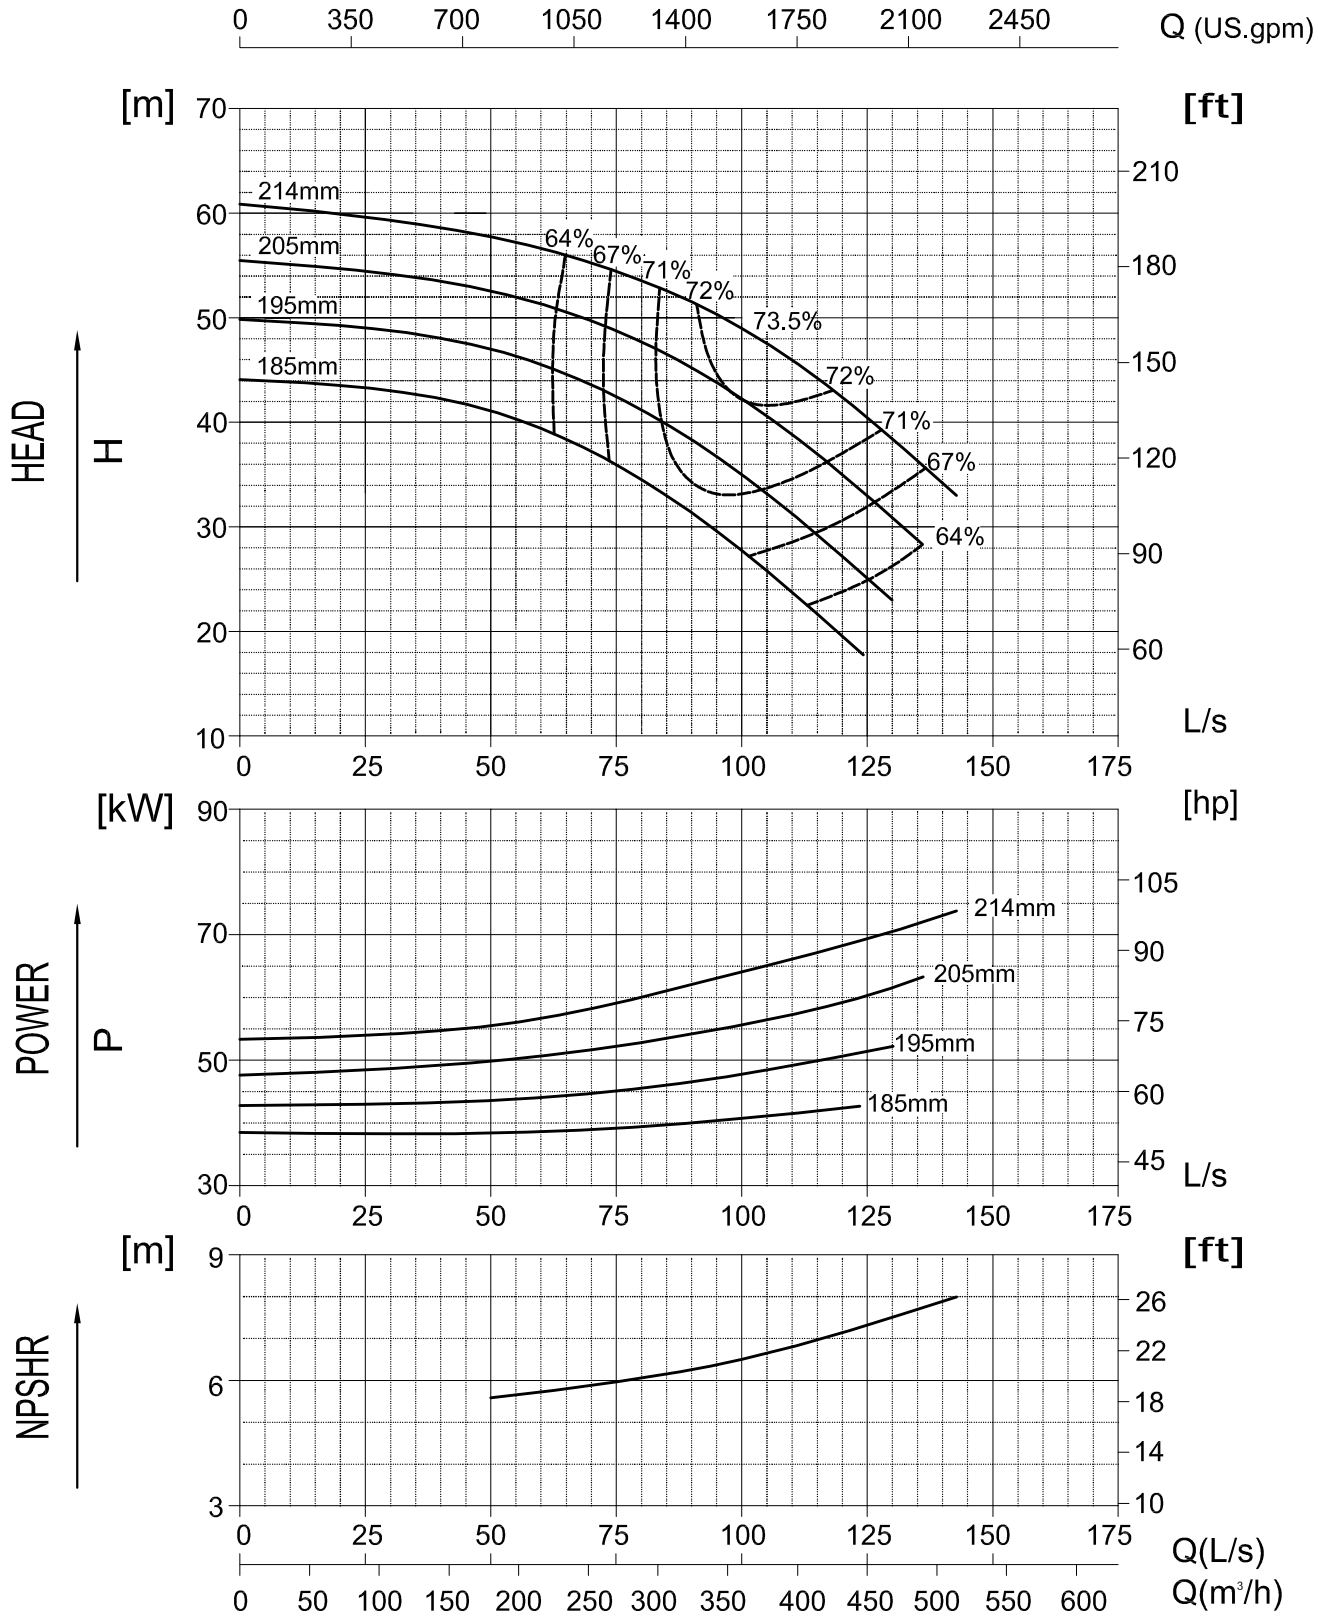 0 350 700 1050 1400 1750 2100 2450 Q (US.gpm)
[m] 70 [ft]
214mm 210
60
205mm 64% 67% 71% 72% 180
195mm 50 73.5%
185mm 72% 150
HEAD H 40 71%
67% 120
30 64%
90
20 60
10 L/s
0 25 50 75 100 125 150 175
[kW] 90 [hp]
105
214mm
70 90
205mm
POWER P 75
50 195mm
60
185mm
45
30 L/s
0 25 50 75 100 125 150 175
[m] 9 [ft]
26
22
NPSHR 6
18
14
3 10
0 25 50 75 100 125 150 175
Q(L/s)
0 50 100 150 200 250 300 350 400 450 500 550 600 Q(m³/h)